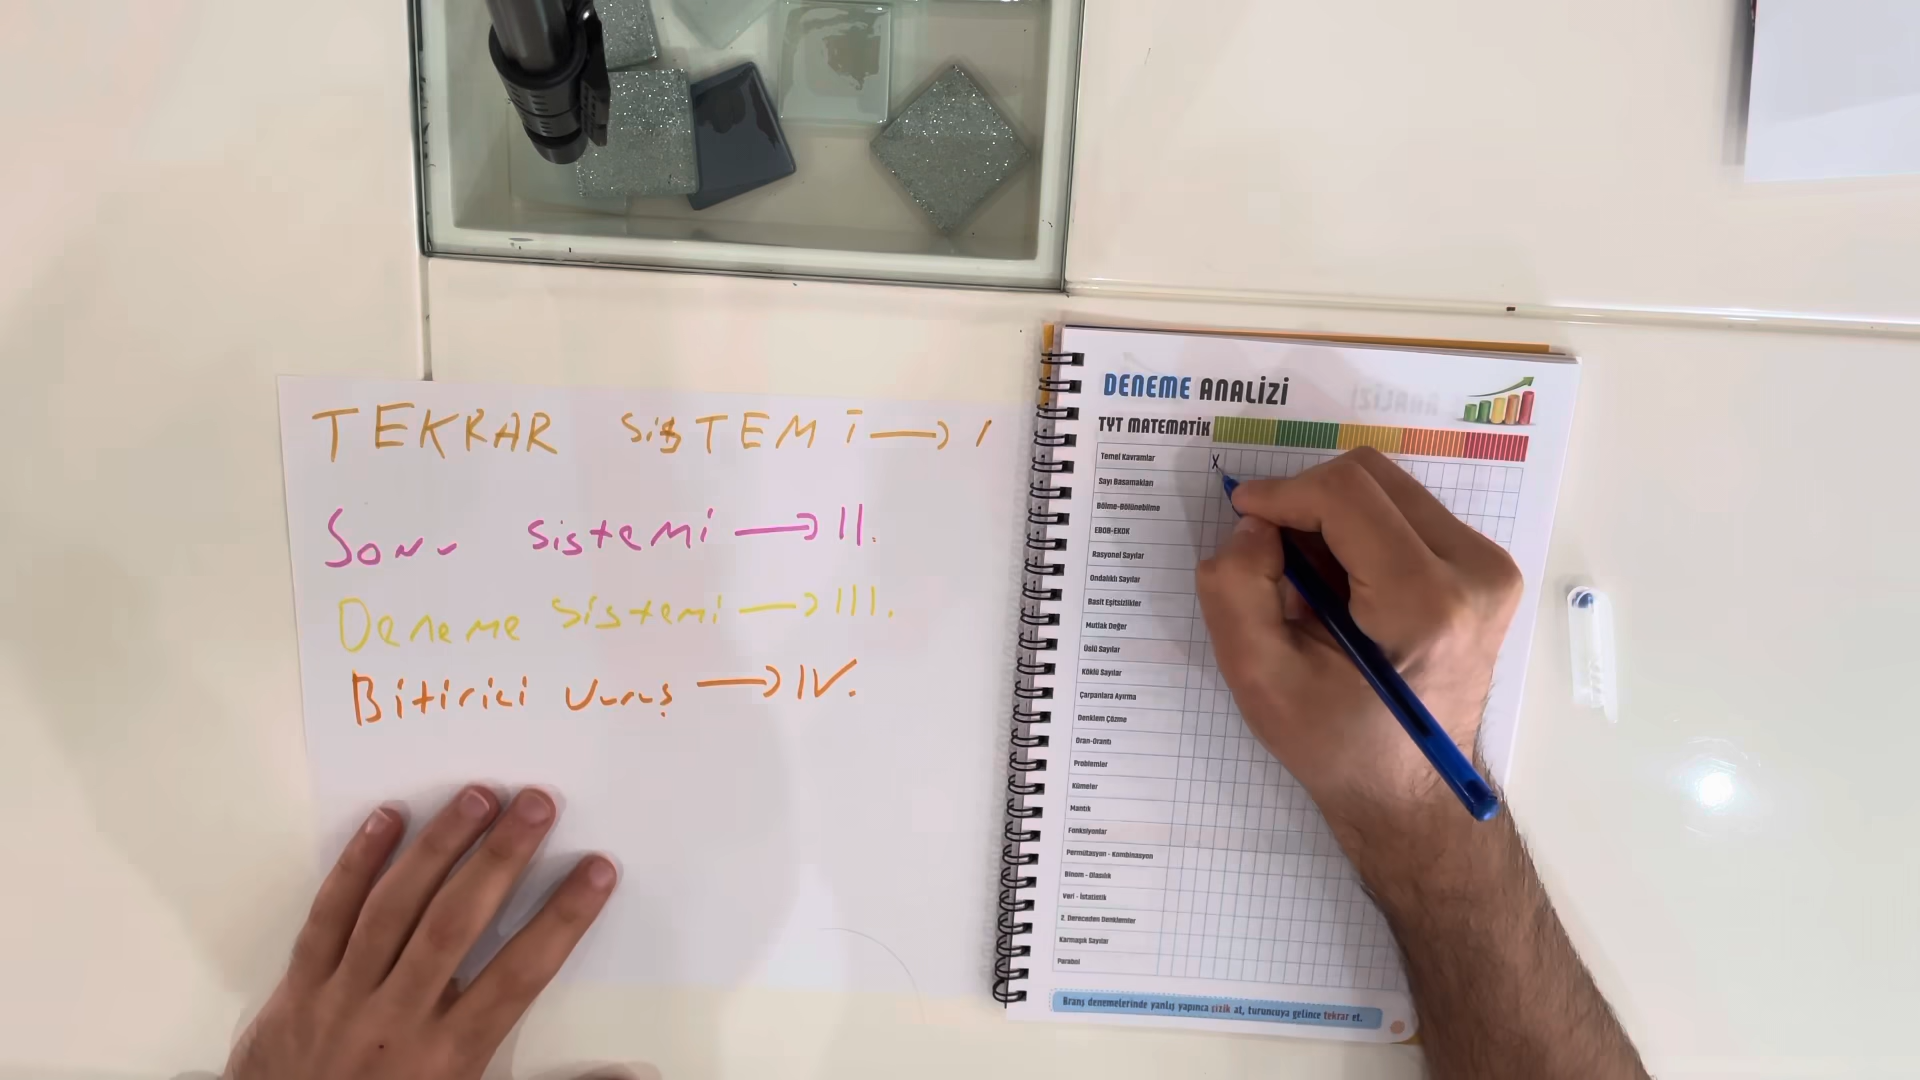 TEKRAR SiSTEMİ → I
Soru sistemi → II.
Deneme sistemi → III.
Bitirici vuruş → IV.
DENEME ANALİZİ
TYT MATEMATİK
Temel Kavramlar X
Sayı Basamakları
Bölme-Bölünebilme
EBOB-EKOK
Rasyonel Sayılar
Ondalıklı Sayılar
Basit Eşitsizlikler
Mutlak Değer
Üslü Sayılar
Köklü Sayılar
Çarpanlara Ayırma
Denklem Çözme
Oran-Orantı
Problemler
Kümeler
Mantık
Fonksiyonlar
Permütasyon - Kombinasyon
Binom - Olasılık
Veri - İstatistik
2. Dereceden Denklemler
Karmaşık Sayılar
Parabol
Branş denemelerinde yanlış yapınca çizik at, turuncuya gelince tekrar et.